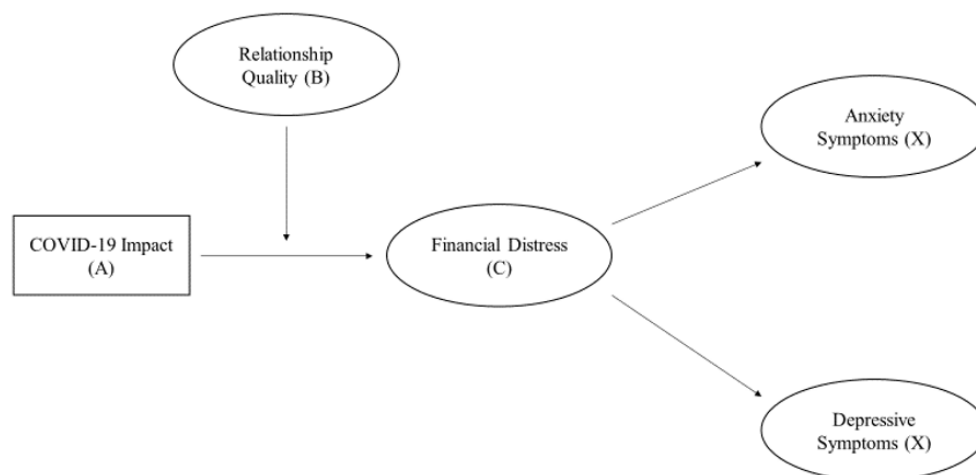 Relationship
Quality (B)
Anxiety
Symptoms (X)
COVID-19 Impact
(A)
Financial Distress
(C)
Depressive
Symptoms (X)